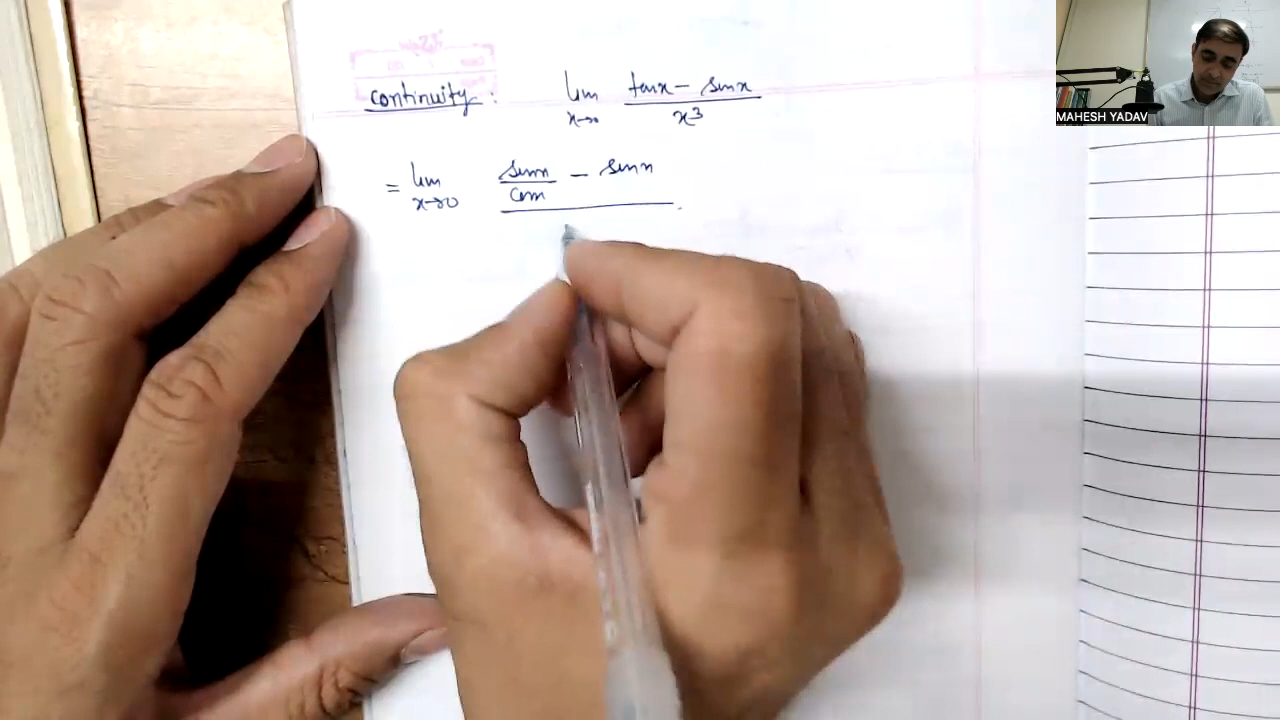 continuity : lim x→0 tanx - sinx / x³
= lim x→0 sinx / cosx - sinx
MAHESH YADAV